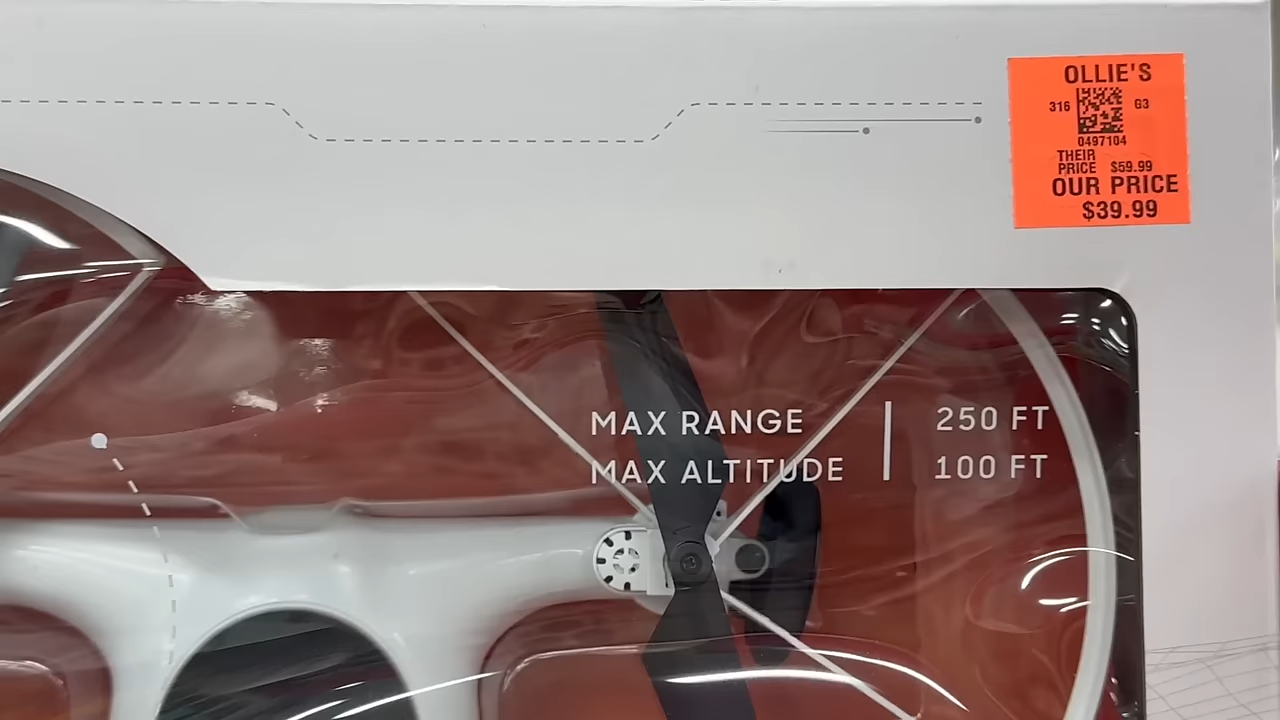 OLLIE'S
316 G3
0497104
THEIR
PRICE $59.99
OUR PRICE
$39.99
MAX RANGE 250 FT
MAX ALTITUDE 100 FT